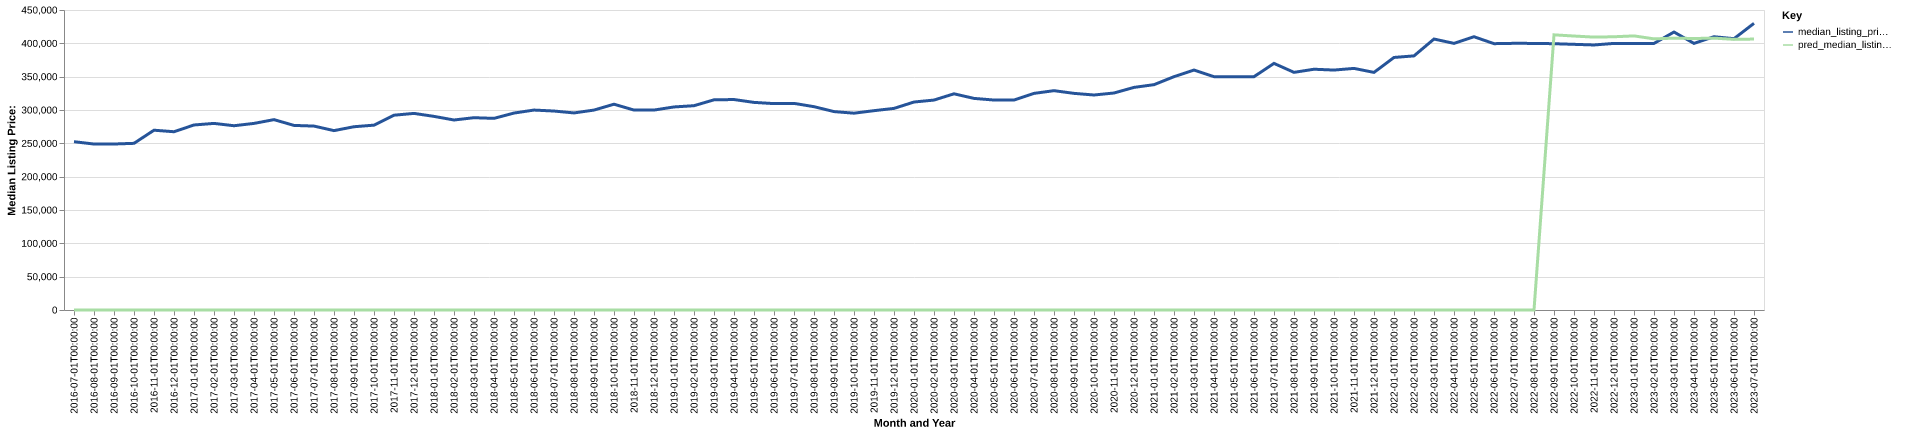 450,000
400,000
350,000
300,000
250,000
200,000
150,000
100,000
50,000
0
Median Listing Price:
2016-07-01T00:00:00
2016-08-01T00:00:00
2016-09-01T00:00:00
2016-10-01T00:00:00
2016-11-01T00:00:00
2016-12-01T00:00:00
2017-01-01T00:00:00
2017-02-01T00:00:00
2017-03-01T00:00:00
2017-04-01T00:00:00
2017-05-01T00:00:00
2017-06-01T00:00:00
2017-07-01T00:00:00
2017-08-01T00:00:00
2017-09-01T00:00:00
2017-10-01T00:00:00
2017-11-01T00:00:00
2017-12-01T00:00:00
2018-01-01T00:00:00
2018-02-01T00:00:00
2018-03-01T00:00:00
2018-04-01T00:00:00
2018-05-01T00:00:00
2018-06-01T00:00:00
2018-07-01T00:00:00
2018-08-01T00:00:00
2018-09-01T00:00:00
2018-10-01T00:00:00
2018-11-01T00:00:00
2018-12-01T00:00:00
2019-01-01T00:00:00
2019-02-01T00:00:00
2019-03-01T00:00:00
2019-04-01T00:00:00
2019-05-01T00:00:00
2019-06-01T00:00:00
2019-07-01T00:00:00
2019-08-01T00:00:00
2019-09-01T00:00:00
2019-10-01T00:00:00
2019-11-01T00:00:00
2019-12-01T00:00:00
2020-01-01T00:00:00
2020-02-01T00:00:00
2020-03-01T00:00:00
2020-04-01T00:00:00
2020-05-01T00:00:00
2020-06-01T00:00:00
2020-07-01T00:00:00
2020-08-01T00:00:00
2020-09-01T00:00:00
2020-10-01T00:00:00
2020-11-01T00:00:00
2020-12-01T00:00:00
2021-01-01T00:00:00
2021-02-01T00:00:00
2021-03-01T00:00:00
2021-04-01T00:00:00
2021-05-01T00:00:00
2021-06-01T00:00:00
2021-07-01T00:00:00
2021-08-01T00:00:00
2021-09-01T00:00:00
2021-10-01T00:00:00
2021-11-01T00:00:00
2021-12-01T00:00:00
2022-01-01T00:00:00
2022-02-01T00:00:00
2022-03-01T00:00:00
2022-04-01T00:00:00
2022-05-01T00:00:00
2022-06-01T00:00:00
2022-07-01T00:00:00
2022-08-01T00:00:00
2022-09-01T00:00:00
2022-10-01T00:00:00
2022-11-01T00:00:00
2022-12-01T00:00:00
2023-01-01T00:00:00
2023-02-01T00:00:00
2023-03-01T00:00:00
2023-04-01T00:00:00
2023-05-01T00:00:00
2023-06-01T00:00:00
2023-07-01T00:00:00
Month and Year
Key
median_listing_pri…
pred_median_listin…